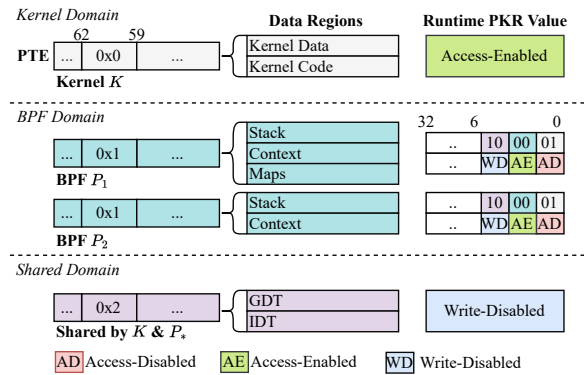 Kernel Domain
Data Regions
Runtime PKR Value
62 59
PTE ... 0x0 ...
Kernel Data
Kernel Code
Access-Enabled
Kernel K
BPF Domain
32 6 0
... 0x1 ...
Stack
Context
Maps
.. 10 00 01
.. WD AE AD
BPF P1
... 0x1 ...
Stack
Context
.. 10 00 01
.. WD AE AD
BPF P2
Shared Domain
... 0x2 ...
GDT
IDT
Write-Disabled
Shared by K & P*
AD Access-Disabled AE Access-Enabled WD Write-Disabled